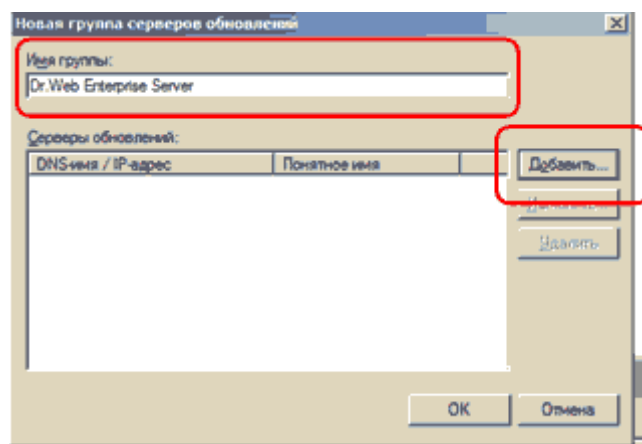 Новая группа серверов обновлений
Имя группы:
Dr.Web Enterprise Server
Серверы обновлений:
DNS-имя / IP-адрес Понятное имя
Добавить...
Изменить...
Удалить
OK Отмена